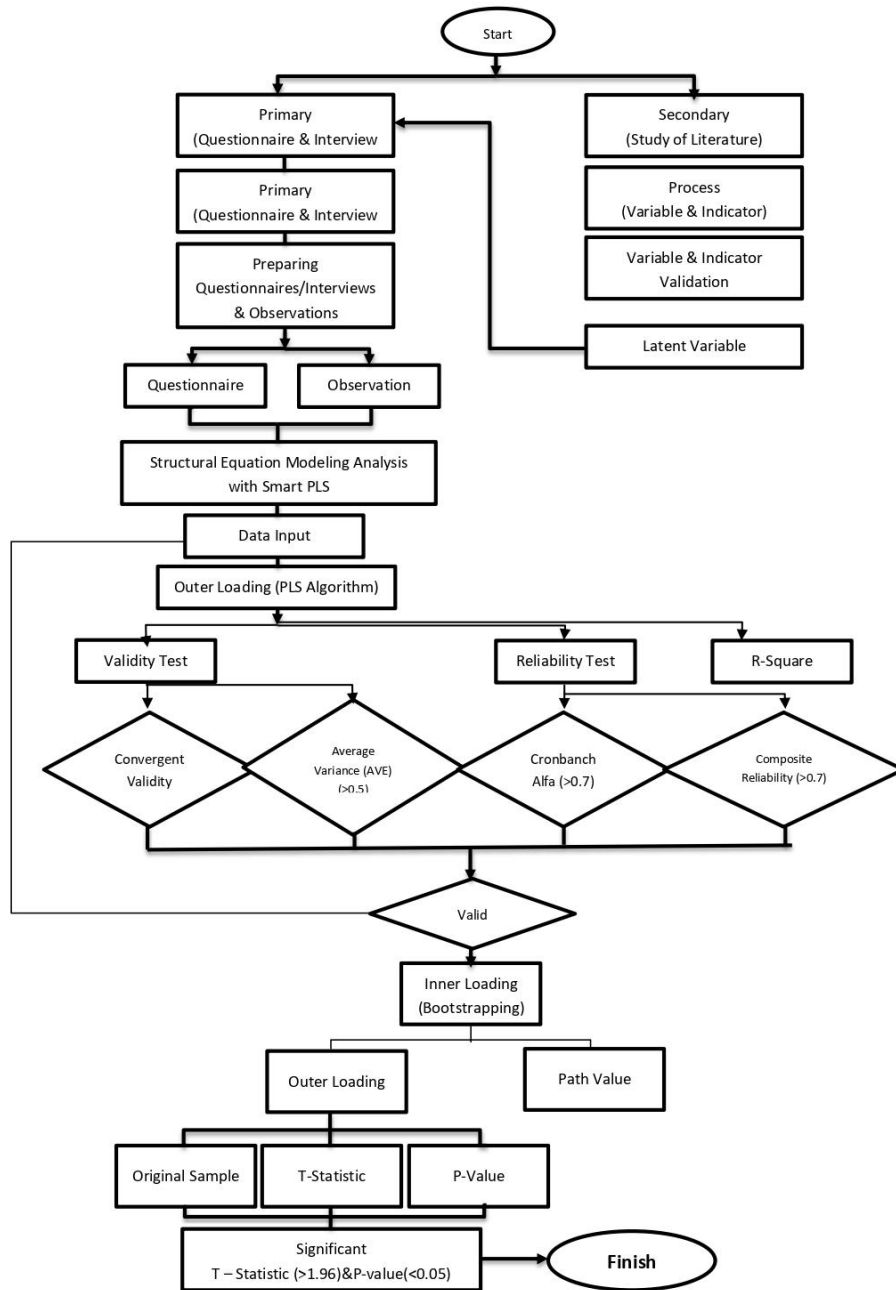 Start
Primary
(Questionnaire & Interview
Secondary
(Study of Literature)
Primary
(Questionnaire & Interview
Process
(Variable & Indicator)
Preparing
Questionnaires/Interviews
& Observations
Variable & Indicator
Validation
Latent Variable
Questionnaire
Observation
Structural Equation Modeling Analysis
with Smart PLS
Data Input
Outer Loading (PLS Algorithm)
Validity Test
Reliability Test
R-Square
Convergent
Validity
Average
Variance (AVE)
(>0.5)
Cronbanch
Alfa (>0.7)
Composite
Reliability (>0.7)
Valid
Inner Loading
(Bootstrapping)
Outer Loading
Path Value
Original Sample
T-Statistic
P-Value
Significant
T – Statistic (>1.96)&P-value(<0.05)
Finish